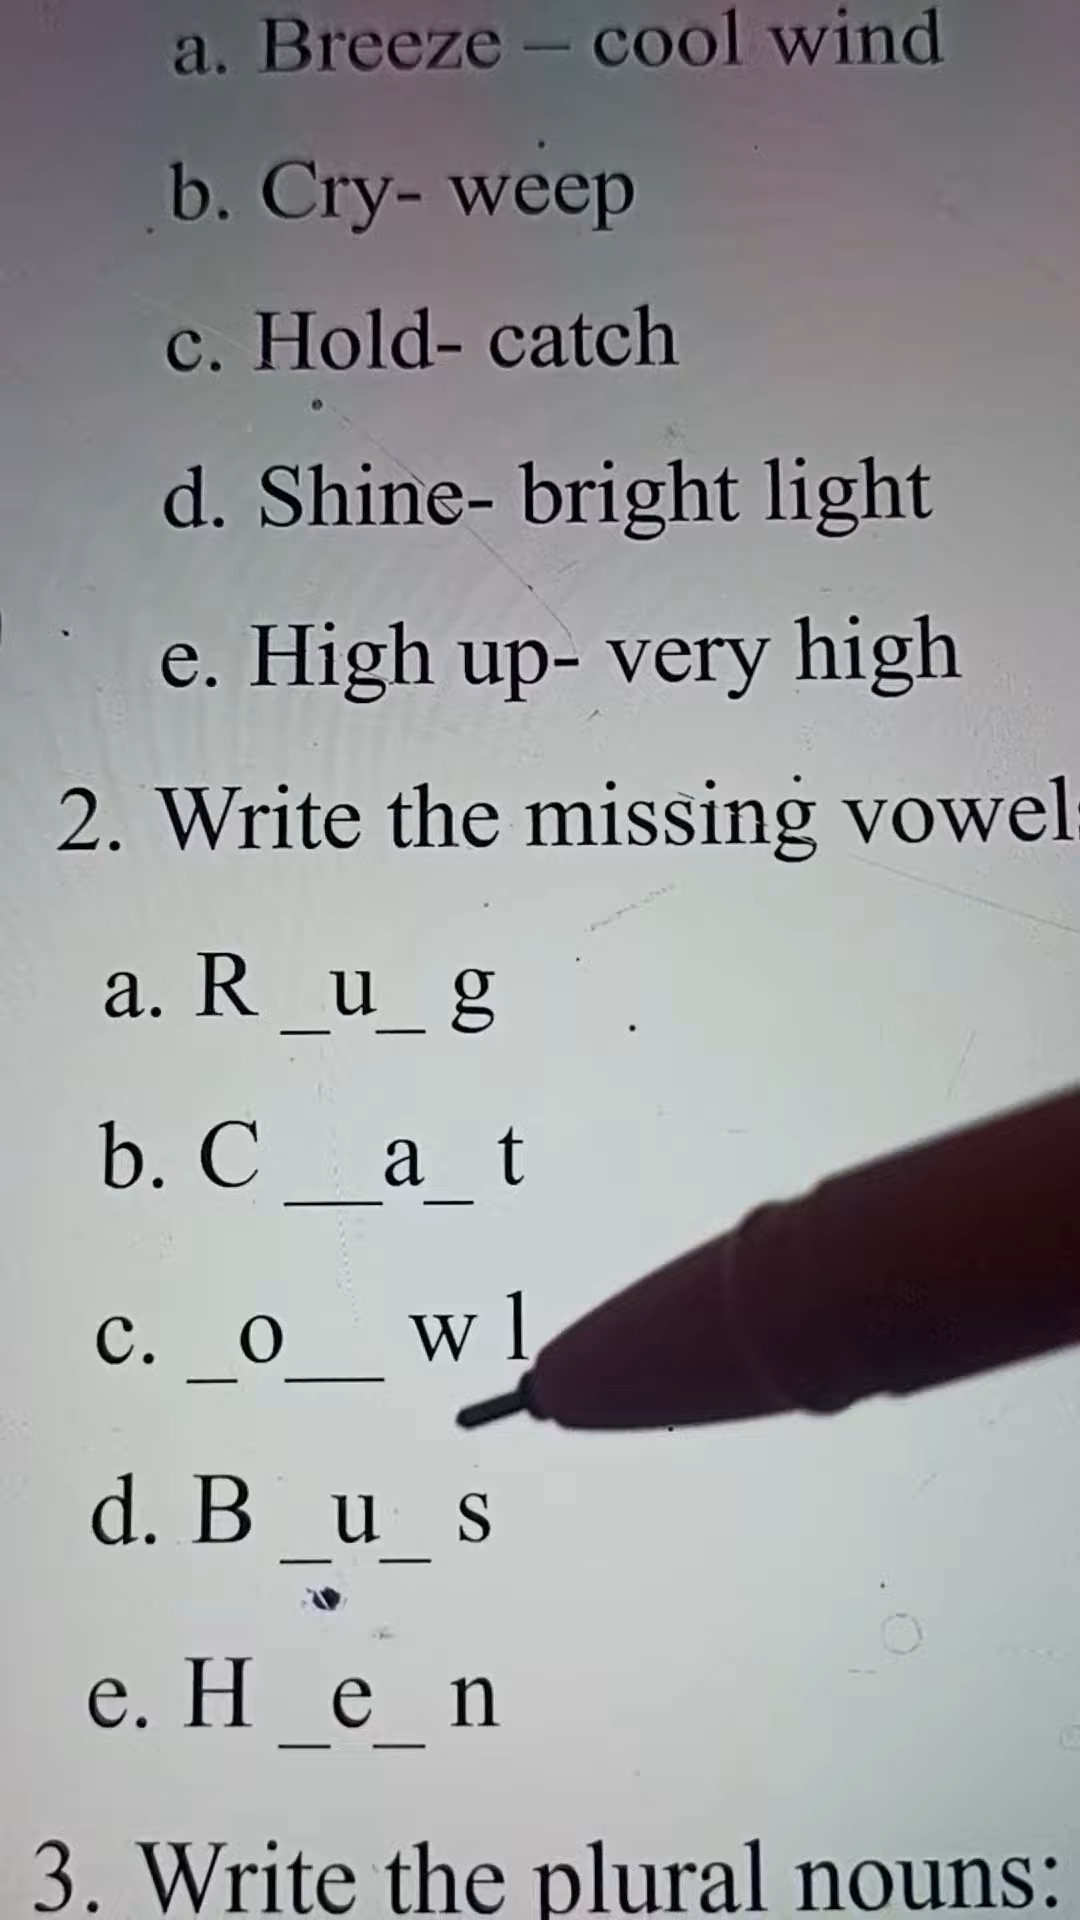 a. Breeze – cool wind
b. Cry- weep
c. Hold- catch
d. Shine- bright light
e. High up- very high
2. Write the missing vowels
a. R _u_ g
b. C __a_ t
c. _o__ w l
d. B _u_ s
e. H _e_ n
3. Write the plural nouns: